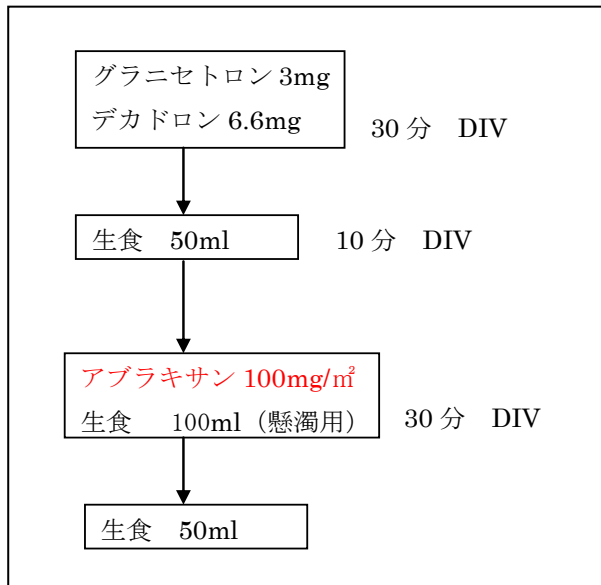 グラニセトロン 3mg
デカドロン 6.6mg
30 分　DIV
生食　50ml
10 分　DIV
アブラキサン 100mg/㎡
生食　100ml（懸濁用）
30 分　DIV
生食　50ml